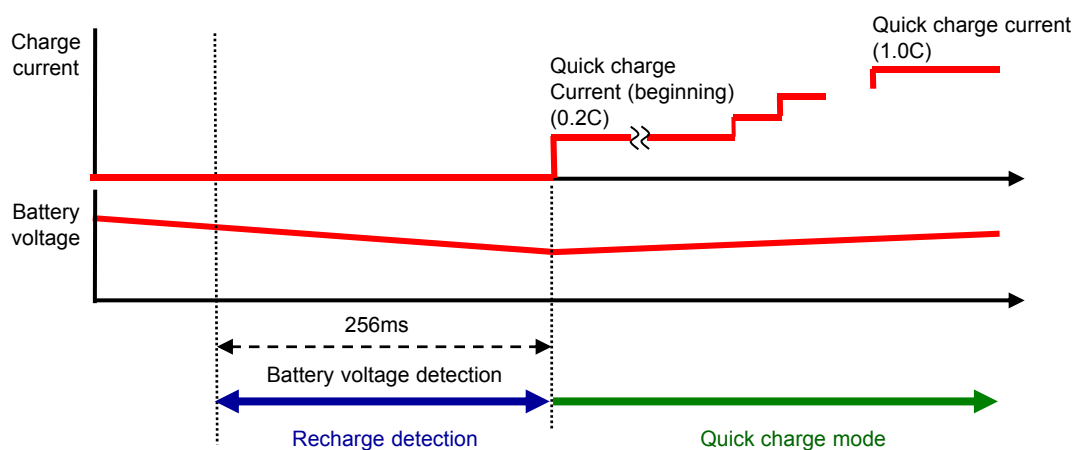 Charge
current
Quick charge
Current (beginning)
(0.2C)
Quick charge current
(1.0C)
Battery
voltage
256ms
Battery voltage detection
Recharge detection
Quick charge mode